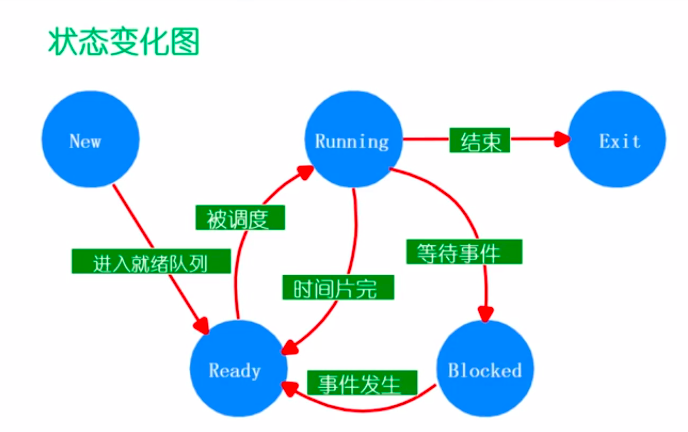 状态变化图
New
Running
结束
Exit
被调度
进入就绪队列
等待事件
时间片完
Ready
事件发生
Blocked